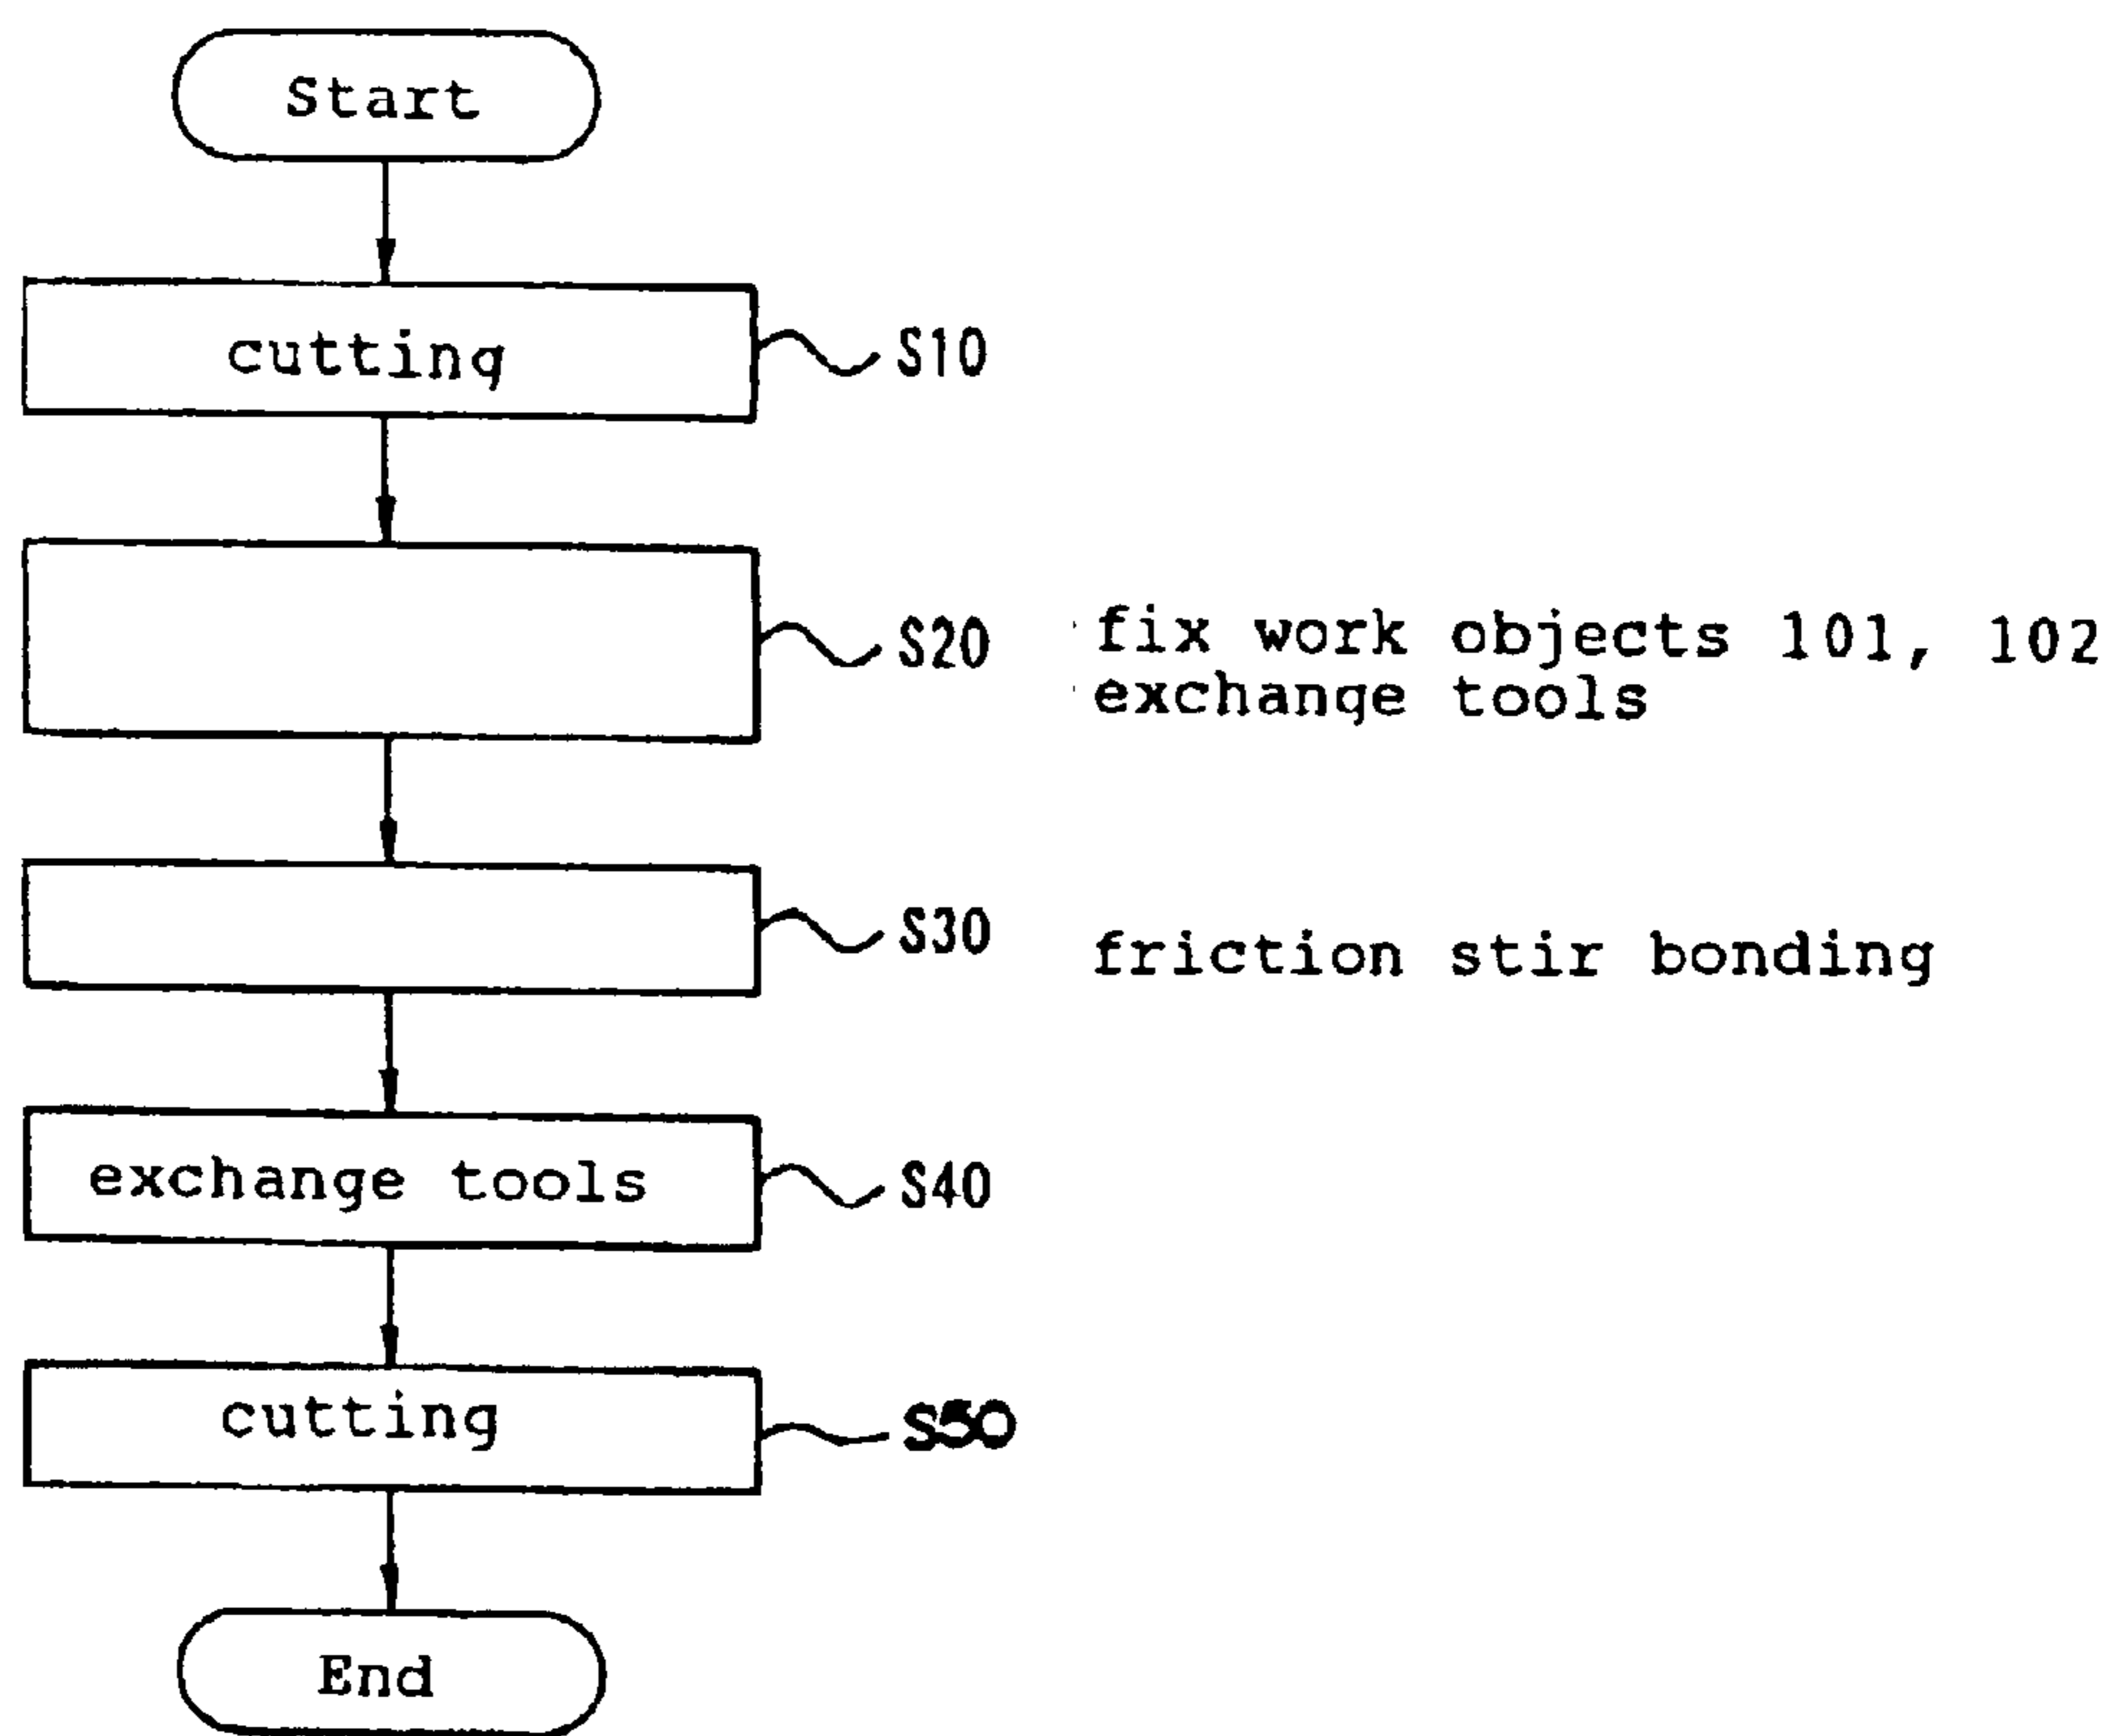 Start
cutting
S10
S20
fix work objects 101, 102
exchange tools
S30
friction stir bonding
exchange tools
S40
cutting
S50
End